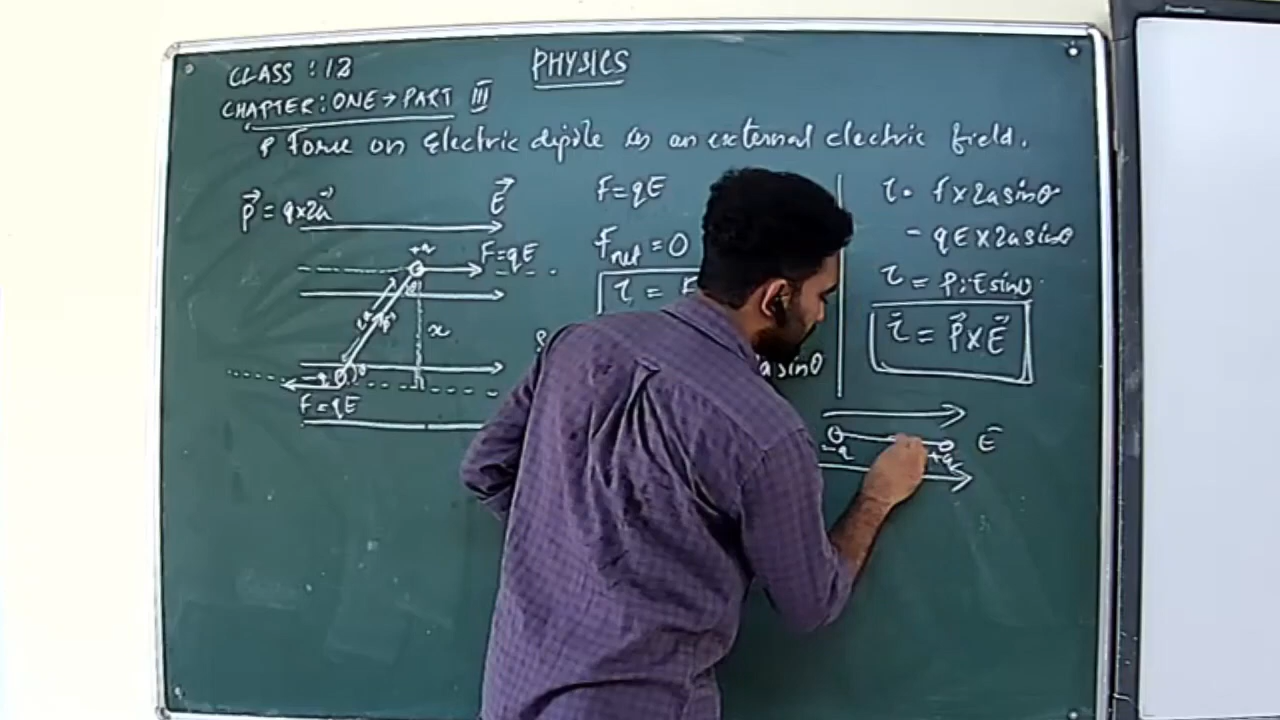 PHYSICS
CLASS : 12
CHAPTER : ONE → PART III
Force on Electric dipole in an external electric field.
P⃗ = q×2a⃗
E⃗
+q
F=qE
x
-q
θ
F=qE
F=qE
Fnet = 0
τ =
a sinθ
τ = F×2a sinθ
= qE×2a sinθ
τ = P·E sinθ
τ⃗ = P⃗×E⃗
-q
+q
E⃗